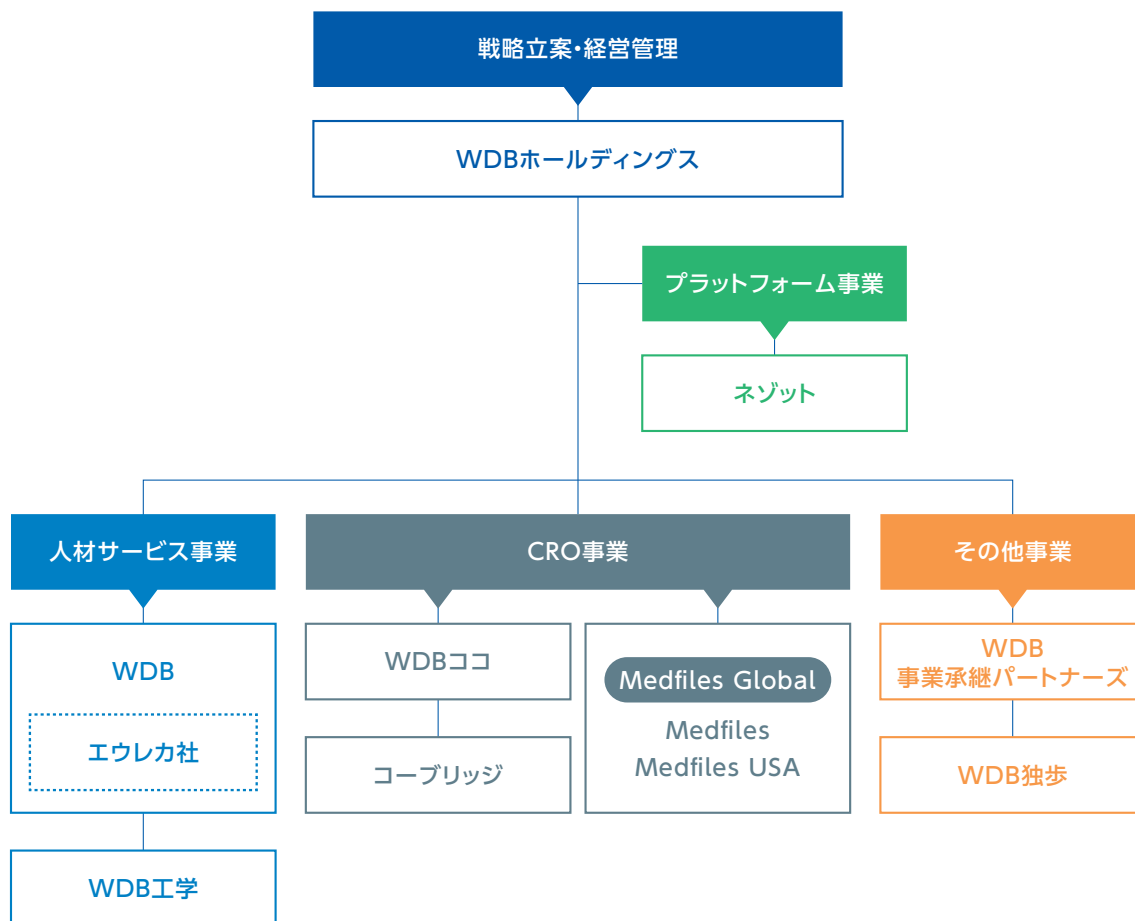 戦略立案・経営管理
WDBホールディングス
プラットフォーム事業
ネゾット
人材サービス事業
WDB
エウレカ社
WDB工学
CRO事業
WDBココ
コーブリッジ
Medfiles Global
Medfiles
Medfiles USA
その他事業
WDB
事業承継パートナーズ
WDB独歩